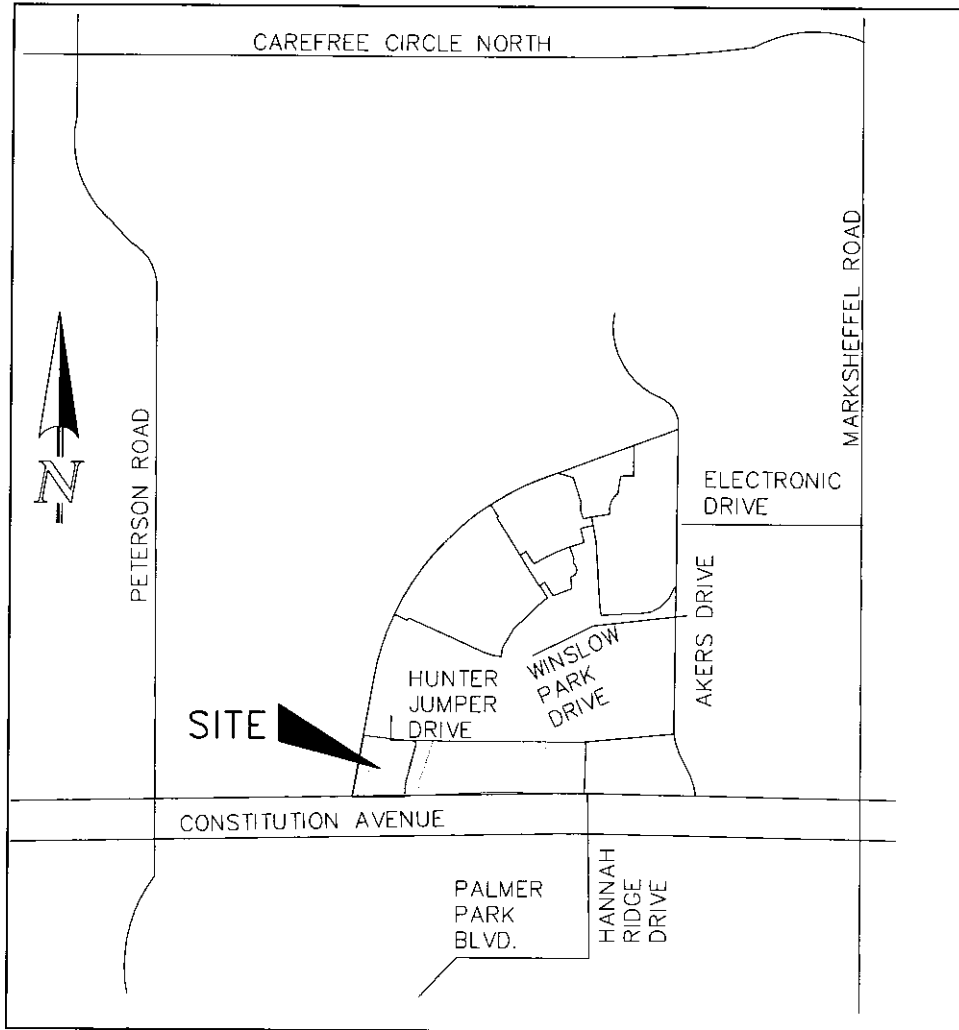 CAREFREE CIRCLE NORTH
MARKSHEFFEL ROAD
PETERSON ROAD
N
ELECTRONIC
DRIVE
AKERS DRIVE
WINSLOW
PARK
DRIVE
HUNTER
JUMPER
DRIVE
SITE
CONSTITUTION AVENUE
PALMER
PARK
BLVD.
HANNAH
RIDGE
DRIVE